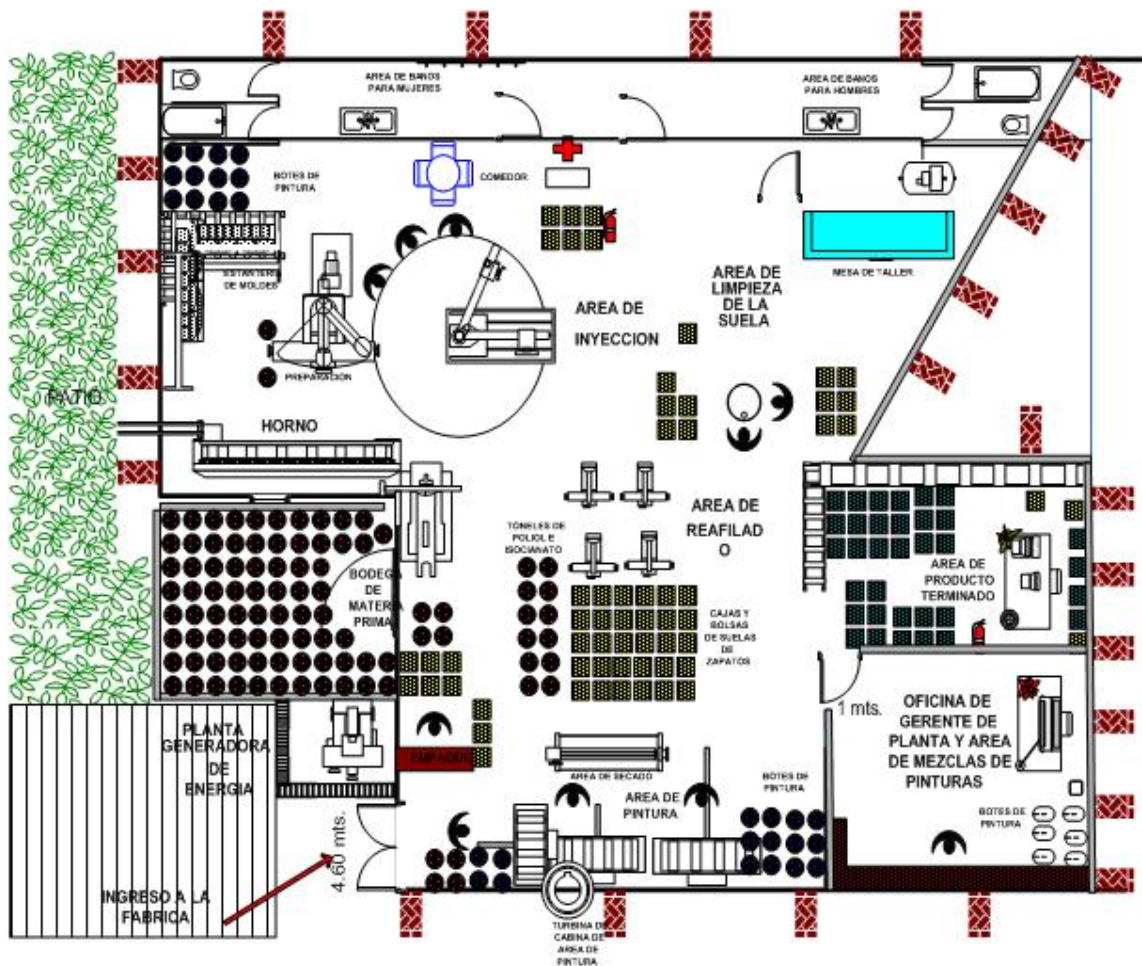 AREA DE BANOS
PARA MUJERES
AREA DE BANOS
PARA HOMBRES
BOTES DE
PINTURA
COMEDOR
ESTANTERIA
DE MOLDES
MESA DE TALLER
AREA DE
LIMPIEZA
DE LA
SUELA
AREA DE
INYECCION
PREPARACION
PATIO
HORNO
TONELES DE
POLIOL E
ISOCIANATO
AREA DE
REAFILAD
O
BODEGA
DE
MATERIA
PRIMA
AREA DE
PRODUCTO
TERMINADO
CAJAS Y
BOLSAS
DE SUELAS
DE
ZAPATOS
1 mts.
OFICINA DE
GERENTE DE
PLANTA Y AREA
DE MEZCLAS DE
PINTURAS
PLANTA
GENERADORA
DE
ENERGIA
EMPAQUE
AREA DE SECADO
AREA DE
PINTURA
BOTES DE
PINTURA
BOTES DE
PINTURA
4.60 mts.
INGRESO A LA
FABRICA
TURBINA DE
CABINA DE
AREA DE
PINTURA